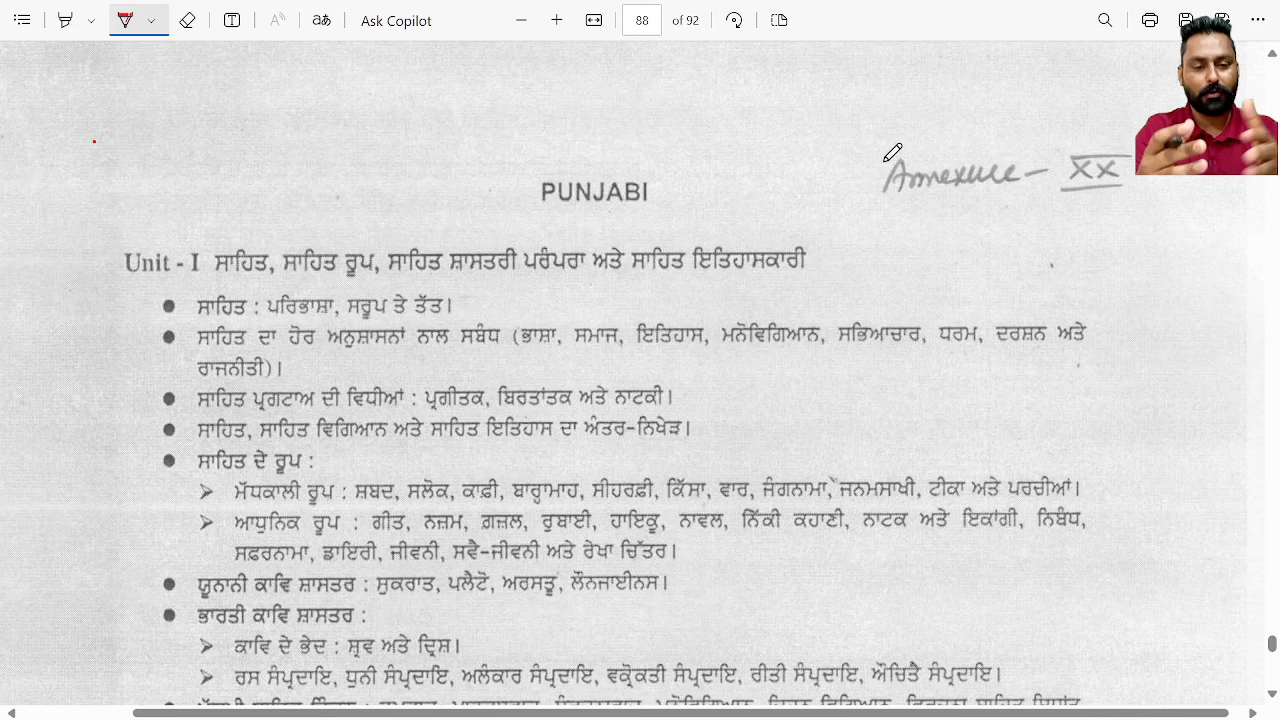 Ask Copilot
88 of 92
Annexure - XX
PUNJABI
Unit - I ਸਾਹਿਤ, ਸਾਹਿਤ ਰੂਪ, ਸਾਹਿਤ ਸ਼ਾਸਤਰੀ ਪਰੰਪਰਾ ਅਤੇ ਸਾਹਿਤ ਇਤਿਹਾਸਕਾਰੀ
● ਸਾਹਿਤ : ਪਰਿਭਾਸ਼ਾ, ਸਰੂਪ ਤੇ ਤੱਤ।
● ਸਾਹਿਤ ਦਾ ਹੋਰ ਅਨੁਸ਼ਾਸਨਾਂ ਨਾਲ ਸਬੰਧ (ਭਾਸ਼ਾ, ਸਮਾਜ, ਇਤਿਹਾਸ, ਮਨੋਵਿਗਿਆਨ, ਸਭਿਆਚਾਰ, ਧਰਮ, ਦਰਸ਼ਨ ਅਤੇ
ਰਾਜਨੀਤੀ)।
● ਸਾਹਿਤ ਪ੍ਰਗਟਾਅ ਦੀ ਵਿਧੀਆਂ : ਪ੍ਰਗੀਤਕ, ਬਿਰਤਾਂਤਕ ਅਤੇ ਨਾਟਕੀ।
● ਸਾਹਿਤ, ਸਾਹਿਤ ਵਿਗਿਆਨ ਅਤੇ ਸਾਹਿਤ ਇਤਿਹਾਸ ਦਾ ਅੰਤਰ-ਨਿਖੇੜ।
● ਸਾਹਿਤ ਦੇ ਰੂਪ :
➢ ਮੱਧਕਾਲੀ ਰੂਪ : ਸ਼ਬਦ, ਸਲੋਕ, ਕਾਫ਼ੀ, ਬਾਰ੍ਹਾਮਾਹ, ਸੀਹਰਫ਼ੀ, ਕਿੱਸਾ, ਵਾਰ, ਜੰਗਨਾਮਾ, ਜਨਮਸਾਖੀ, ਟੀਕਾ ਅਤੇ ਪਰਚੀਆਂ।
➢ ਆਧੁਨਿਕ ਰੂਪ : ਗੀਤ, ਨਜ਼ਮ, ਗ਼ਜ਼ਲ, ਰੁਬਾਈ, ਹਾਇਕੂ, ਨਾਵਲ, ਨਿੱਕੀ ਕਹਾਣੀ, ਨਾਟਕ ਅਤੇ ਇਕਾਂਗੀ, ਨਿਬੰਧ,
ਸਫ਼ਰਨਾਮਾ, ਡਾਇਰੀ, ਜੀਵਨੀ, ਸਵੈ-ਜੀਵਨੀ ਅਤੇ ਰੇਖਾ ਚਿੱਤਰ।
● ਯੂਨਾਨੀ ਕਾਵਿ ਸ਼ਾਸਤਰ : ਸੁਕਰਾਤ, ਪਲੈਟੋ, ਅਰਸਤੂ, ਲੌਨਜਾਈਨਸ।
● ਭਾਰਤੀ ਕਾਵਿ ਸ਼ਾਸਤਰ :
➢ ਕਾਵਿ ਦੇ ਭੇਦ : ਸ੍ਰਵ ਅਤੇ ਦ੍ਰਿਸ਼।
➢ ਰਸ ਸੰਪ੍ਰਦਾਇ, ਧੁਨੀ ਸੰਪ੍ਰਦਾਇ, ਅਲੰਕਾਰ ਸੰਪ੍ਰਦਾਇ, ਵਕ੍ਰੋਕਤੀ ਸੰਪ੍ਰਦਾਇ, ਰੀਤੀ ਸੰਪ੍ਰਦਾਇ, ਔਚਿਤੈ ਸੰਪ੍ਰਦਾਇ।